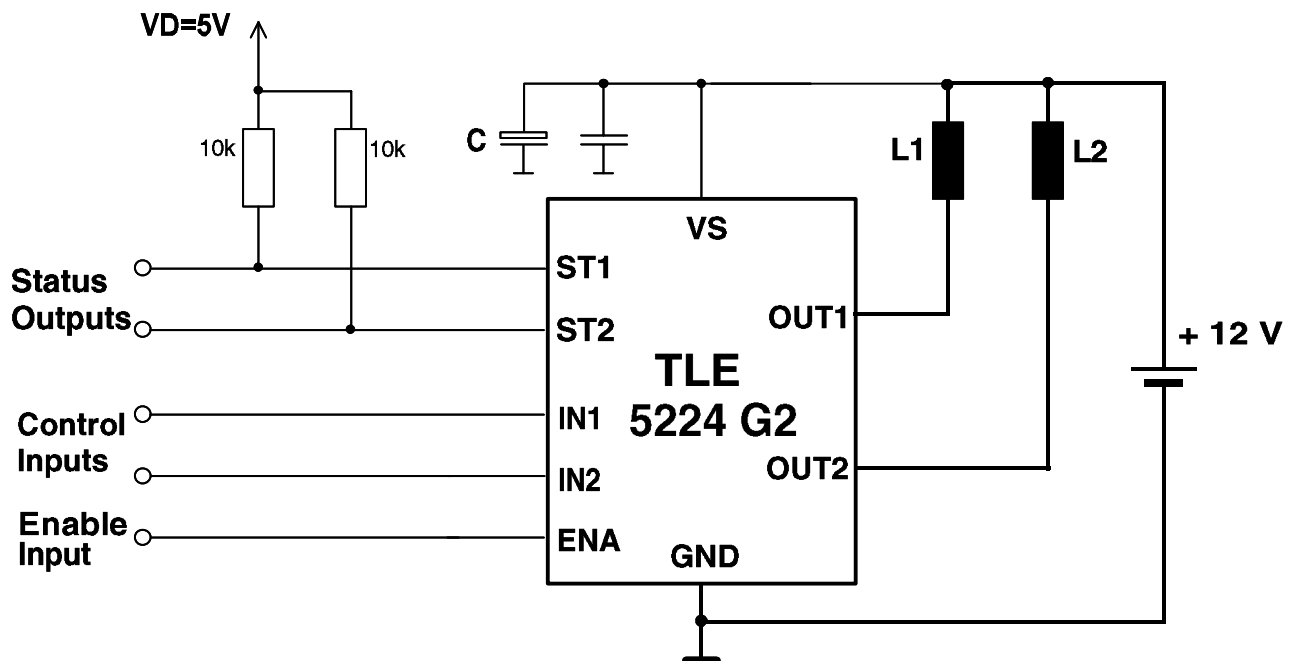 VD=5V
10k
10k
C
L1
L2
VS
Status
Outputs
ST1
ST2
OUT1
+ 12 V
TLE
5224 G2
Control
Inputs
IN1
IN2
OUT2
Enable
Input
ENA
GND